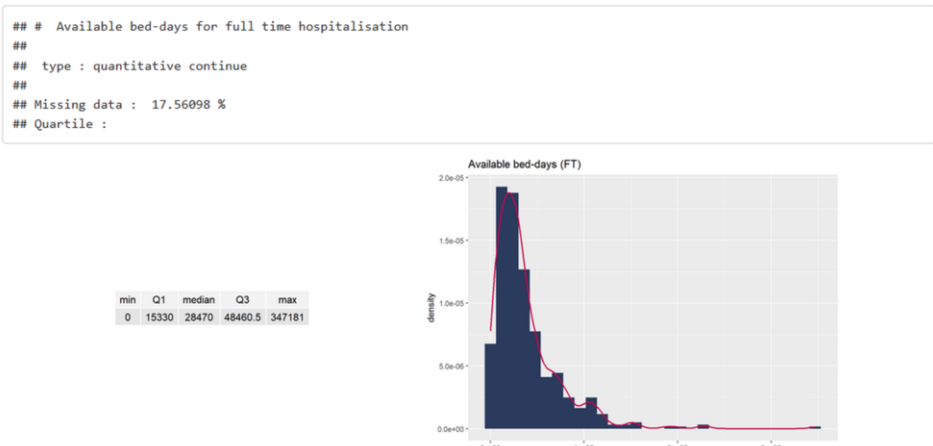 ## #  Available bed-days for full time hospitalisation
##
##  type : quantitative continue
##
## Missing data :  17.56098 %
## Quartile :
Available bed-days (FT)
2.0e-05
1.5e-05
1.0e-05
5.0e-06
0.0e+00
density
min Q1 median Q3 max
0 15330 28470 48460.5 347181